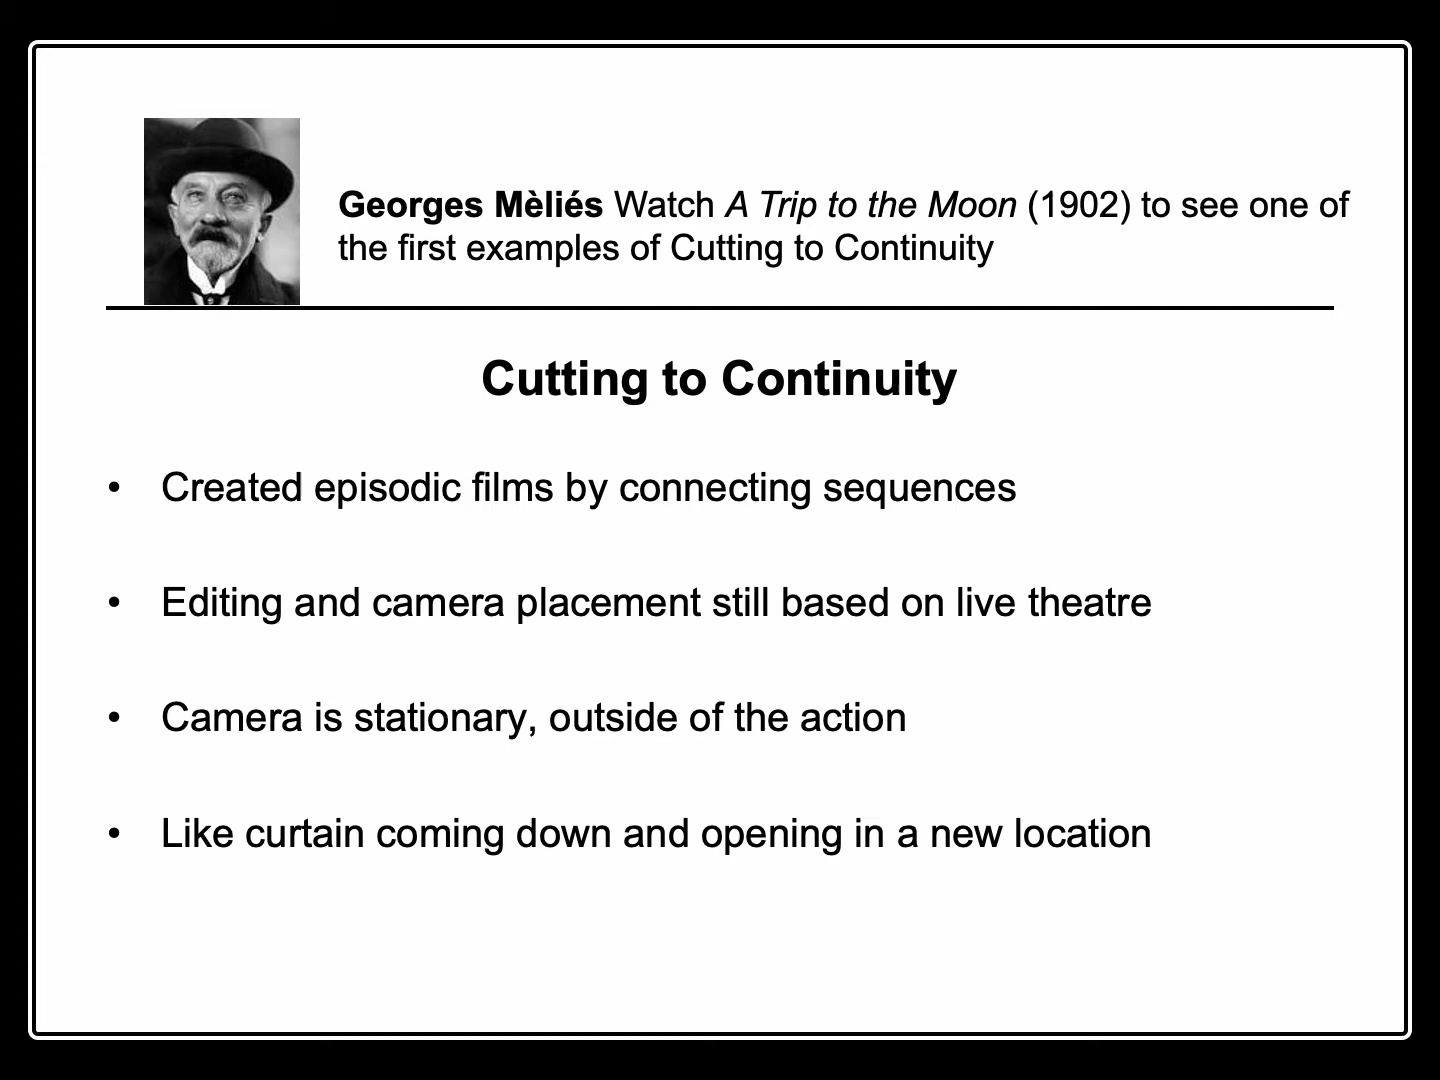 Georges Mèliés Watch A Trip to the Moon (1902) to see one of
the first examples of Cutting to Continuity
Cutting to Continuity
• Created episodic films by connecting sequences
• Editing and camera placement still based on live theatre
• Camera is stationary, outside of the action
• Like curtain coming down and opening in a new location